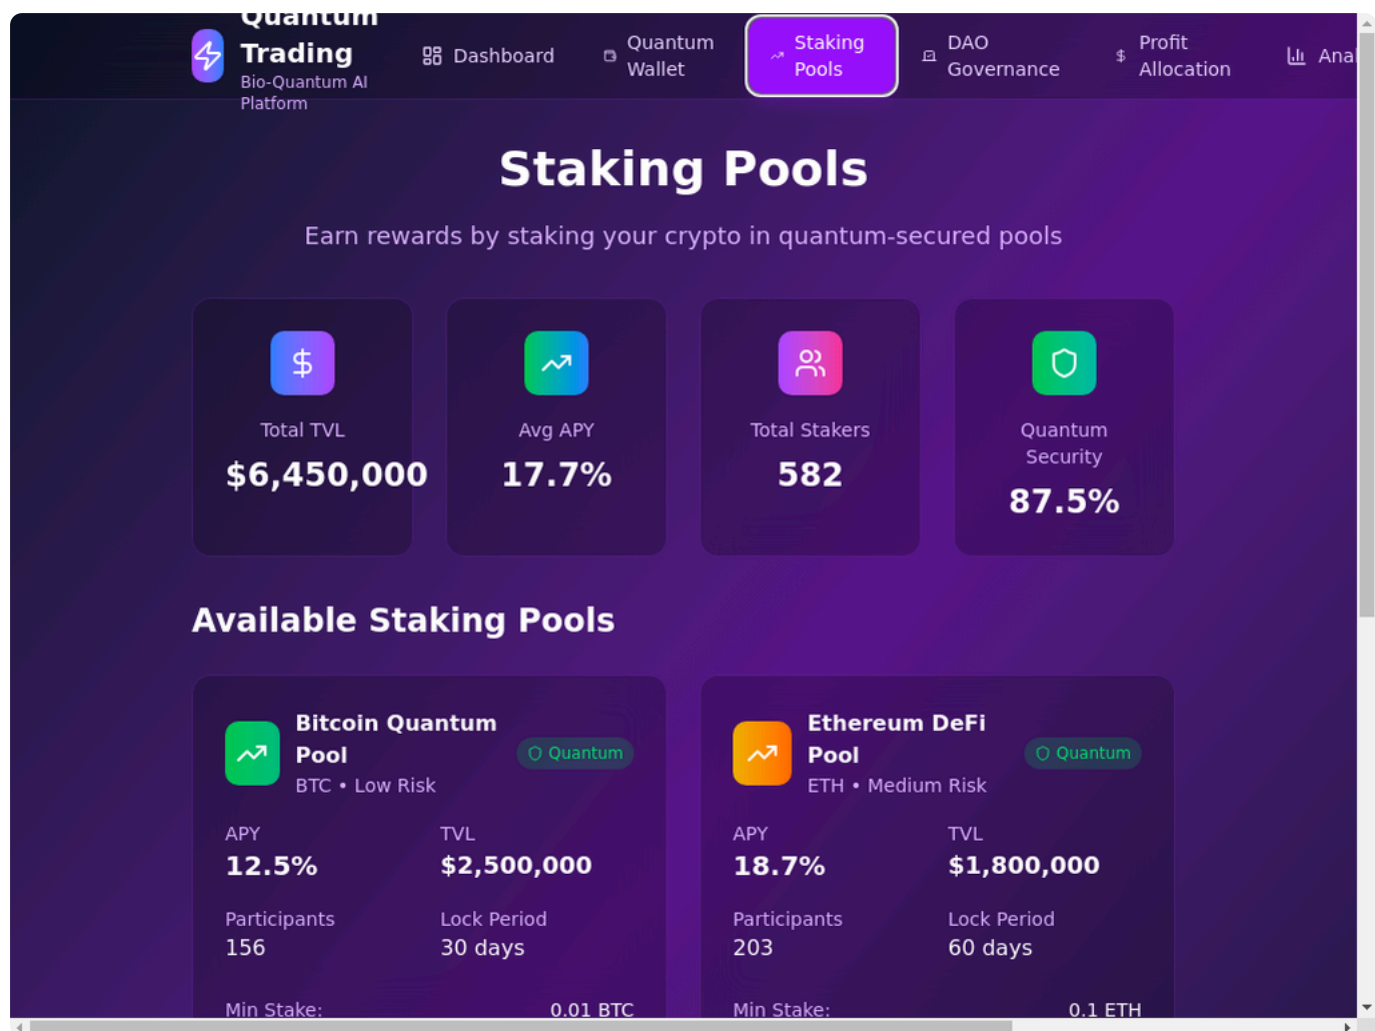 Quantum
Trading
Bio-Quantum AI
Platform
Dashboard
Quantum
Wallet
Staking
Pools
DAO
Governance
Profit
Allocation
Anal
Staking Pools
Earn rewards by staking your crypto in quantum-secured pools
Total TVL
$6,450,000
Avg APY
17.7%
Total Stakers
582
Quantum
Security
87.5%
Available Staking Pools
Bitcoin Quantum
Pool
BTC • Low Risk
Quantum
APY
12.5%
TVL
$2,500,000
Participants
156
Lock Period
30 days
Min Stake:
0.01 BTC
Ethereum DeFi
Pool
ETH • Medium Risk
Quantum
APY
18.7%
TVL
$1,800,000
Participants
203
Lock Period
60 days
Min Stake:
0.1 ETH